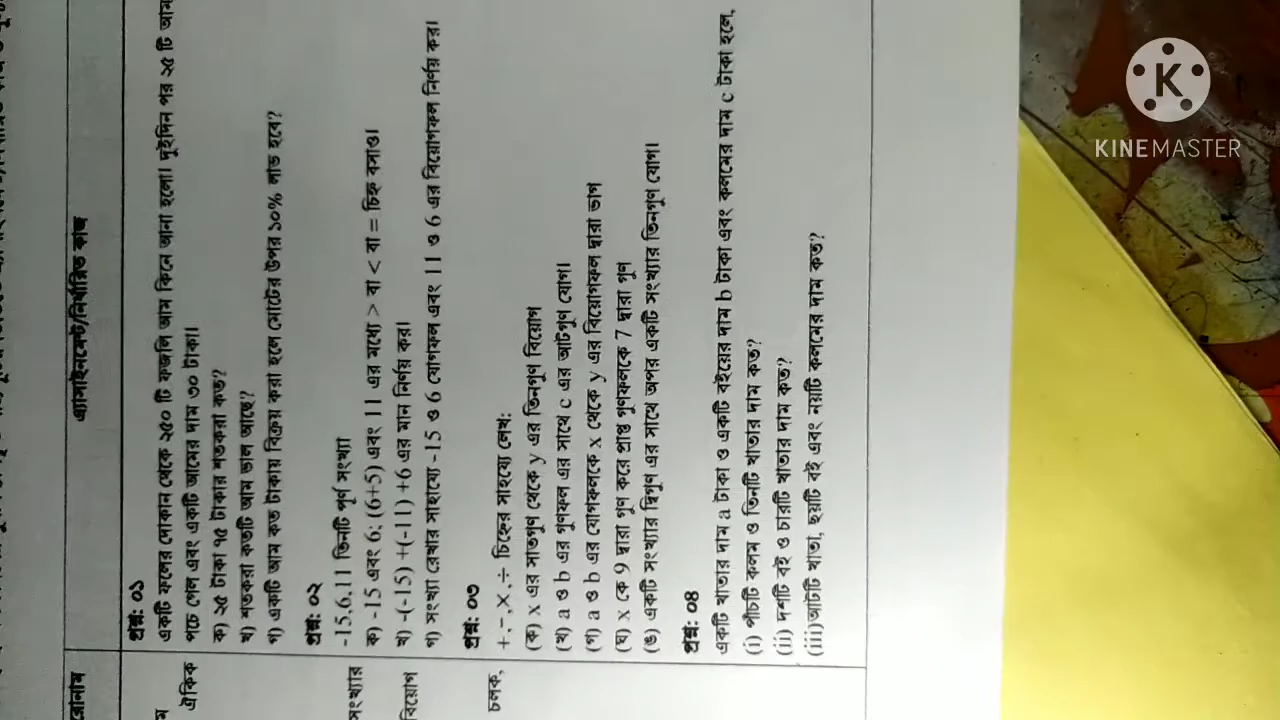 এ্যাসাইনমেন্ট/নির্ধারিত কাজ
প্রশ্ন: ০১
একটি ফলের দোকান থেকে ২৫০ টি ফজলি আম কিনে আনা হলো। দুইদিন পর ২৫ টি আম
পচে গেল এবং একটি আমের দাম ৩০ টাকা।
ক) ২৫ টাকা ৭৫ টাকার শতকরা কত?
খ) শতকরা কতটি আম ভাল আছে?
গ) একটি আম কত টাকায় বিক্রয় করা হলে মোটের উপর ১০% লাভ হবে?
ঐকিক
প্রশ্ন: ০২
-15,6,11 তিনটি পূর্ণ সংখ্যা
ক) -15 এবং 6; (6+5) এবং 11 এর মধ্যে > বা < বা = চিহ্ন বসাও।
খ) -(-15) +(-11) +6 এর মান নির্ণয় কর।
গ) সংখ্যা রেখার সাহায্যে -15 ও 6 যোগফল এবং 11 ও 6 এর বিয়োগফল নির্ণয় কর।
সংখ্যার
বিয়োগ
প্রশ্ন: ০৩
+,−,×,÷ চিহ্নের সাহায্যে লেখ:
(ক) x এর সাতগুণ থেকে y এর তিনগুণ বিয়োগ
(খ) a ও b এর গুণফল এর সাথে c এর আটগুণ যোগ।
(গ) a ও b এর যোগফলকে x থেকে y এর বিয়োগফল দ্বারা ভাগ
(ঘ) x কে 9 দ্বারা গুণ করে প্রাপ্ত গুণফলকে 7 দ্বারা গুণ
(ঙ) একটি সংখ্যার দ্বিগুণ এর সাথে অপর একটি সংখ্যার তিনগুণ যোগ।
চলক,
প্রশ্ন: ০৪
একটি খাতার দাম a টাকা ও একটি বইয়ের দাম b টাকা এবং কলমের দাম c টাকা হলে,
(i) পাঁচটি কলম ও তিনটি খাতার দাম কত?
(ii) দশটি বই ও চারটি খাতার দাম কত?
(iii)আটটি খাতা, ছয়টি বই এবং নয়টি কলমের দাম কত?
K
KINEMASTER